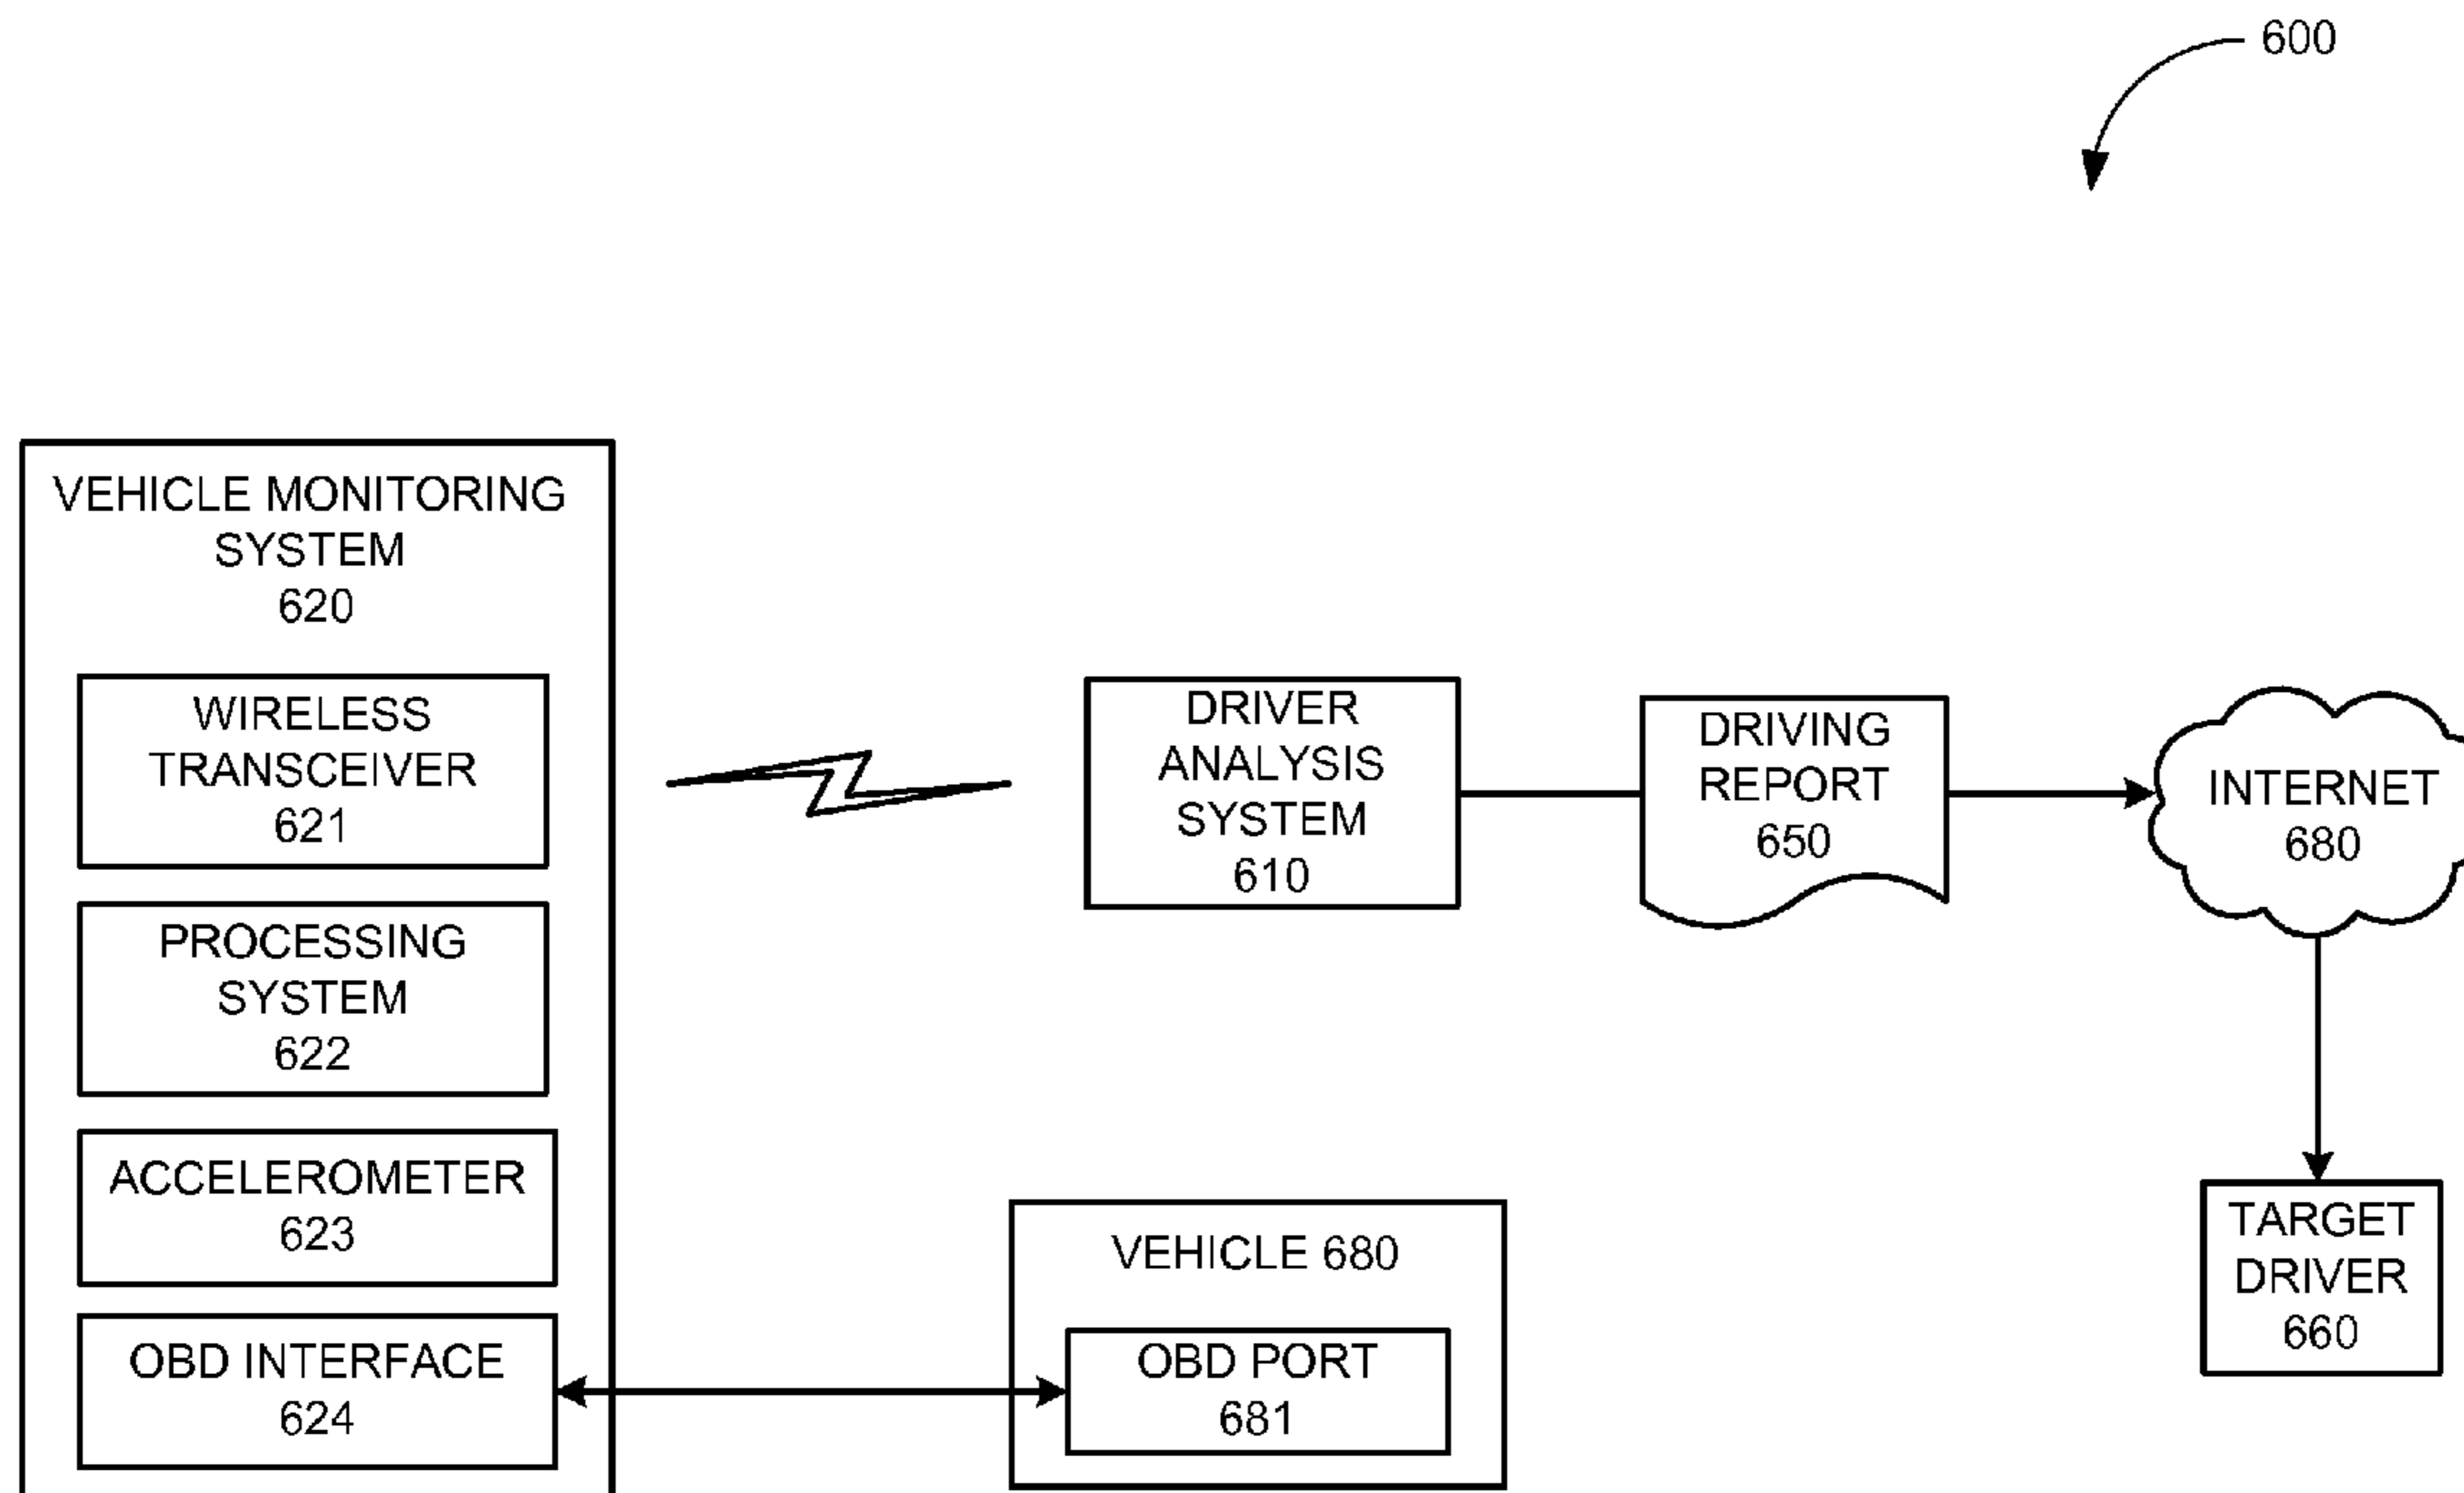 600
VEHICLE MONITORING
SYSTEM
620
WIRELESS
TRANSCEIVER
621
PROCESSING
SYSTEM
622
ACCELEROMETER
623
OBD INTERFACE
624
DRIVER
ANALYSIS
SYSTEM
610
DRIVING
REPORT
650
INTERNET
680
VEHICLE 680
OBD PORT
681
TARGET
DRIVER
660